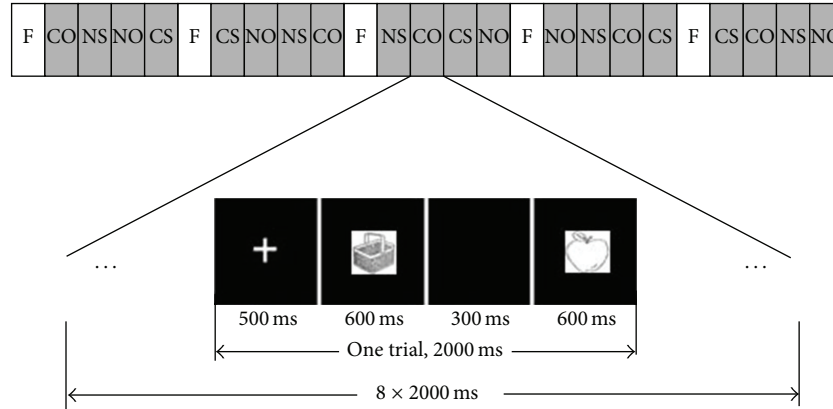 F CO NS NO CS F CS NO NS CO F NS CO CS NO F NO NS CO CS F CS CO NS NO
... ...
500 ms 600 ms 300 ms 600 ms
One trial, 2000 ms
8 × 2000 ms